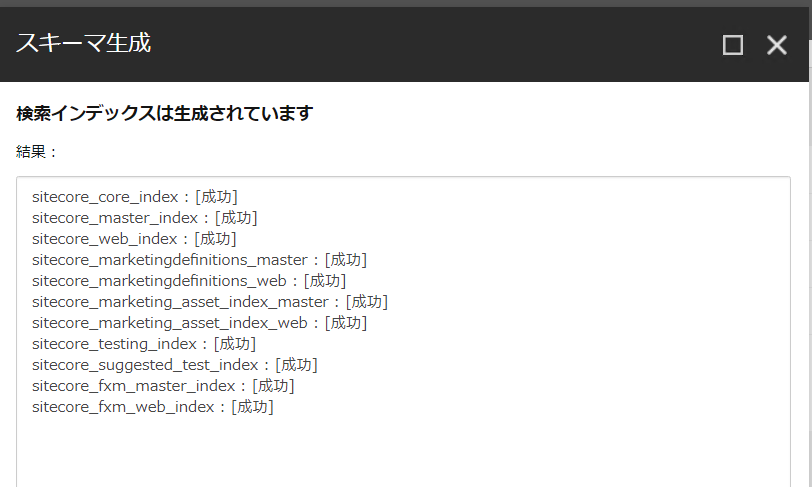 スキーマ生成
検索インデックスは生成されています
結果：
sitecore_core_index : [成功]
sitecore_master_index : [成功]
sitecore_web_index : [成功]
sitecore_marketingdefinitions_master : [成功]
sitecore_marketingdefinitions_web : [成功]
sitecore_marketing_asset_index_master : [成功]
sitecore_marketing_asset_index_web : [成功]
sitecore_testing_index : [成功]
sitecore_suggested_test_index : [成功]
sitecore_fxm_master_index : [成功]
sitecore_fxm_web_index : [成功]